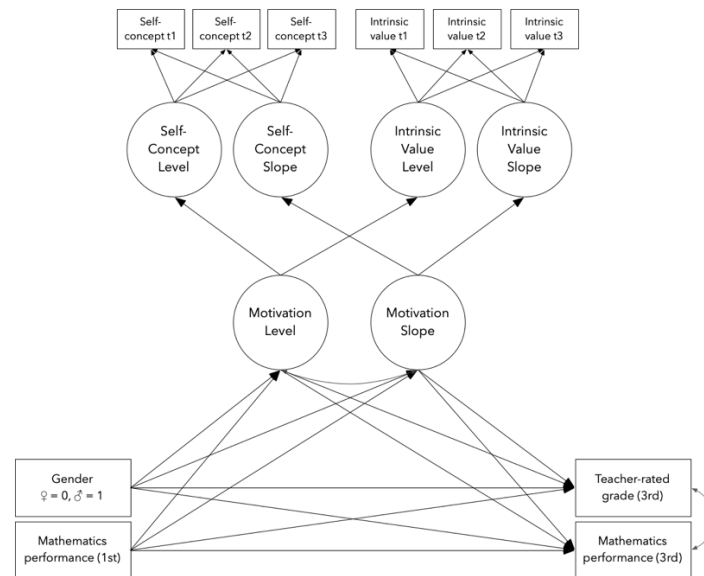 Self-
concept t1
Self-
concept t2
Self-
concept t3
Intrinsic
value t1
Intrinsic
value t2
Intrinsic
value t3
Self-
Concept
Level
Self-
Concept
Slope
Intrinsic
Value
Level
Intrinsic
Value
Slope
Motivation
Level
Motivation
Slope
Gender
♀ = 0, ♂ = 1
Teacher-rated
grade (3rd)
Mathematics
performance (1st)
Mathematics
performance (3rd)